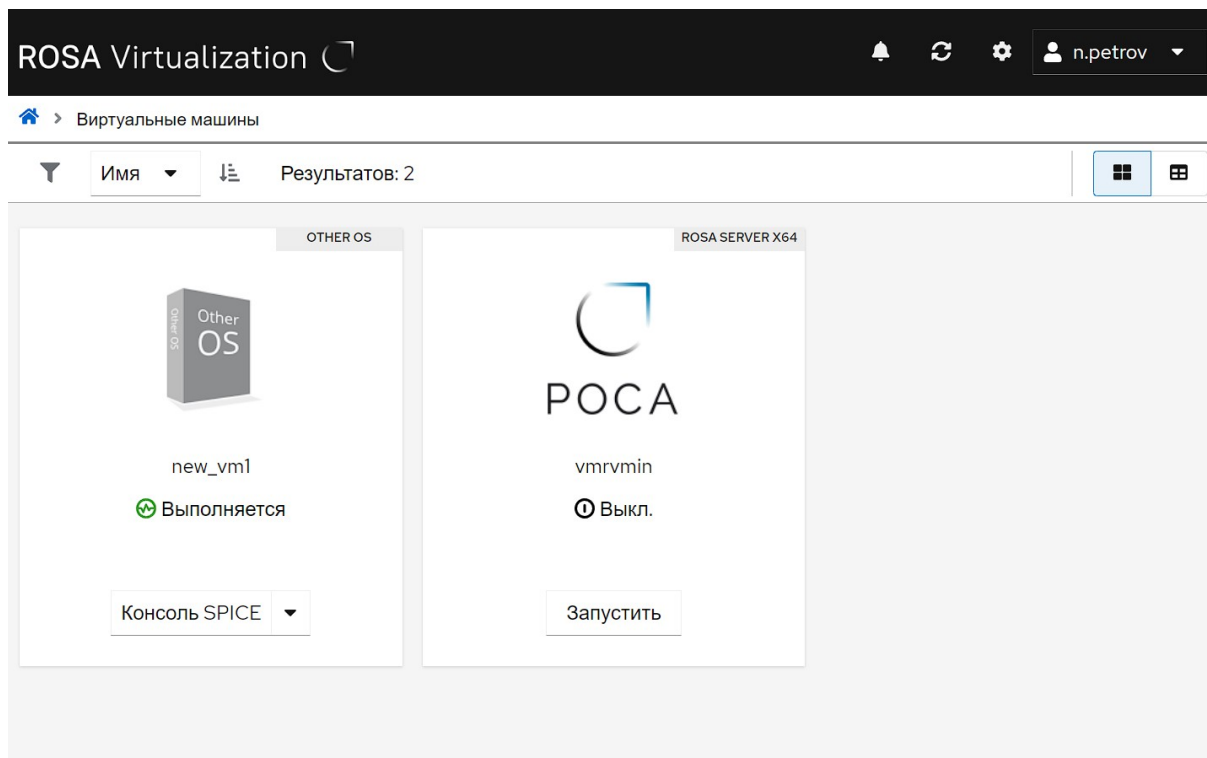 ROSA Virtualization
n.petrov
Виртуальные машины
Имя
Результатов: 2
OTHER OS
Other OS
Other
OS
new_vm1
Выполняется
Консоль SPICE
ROSA SERVER X64
РОСА
vmrvmin
Выкл.
Запустить